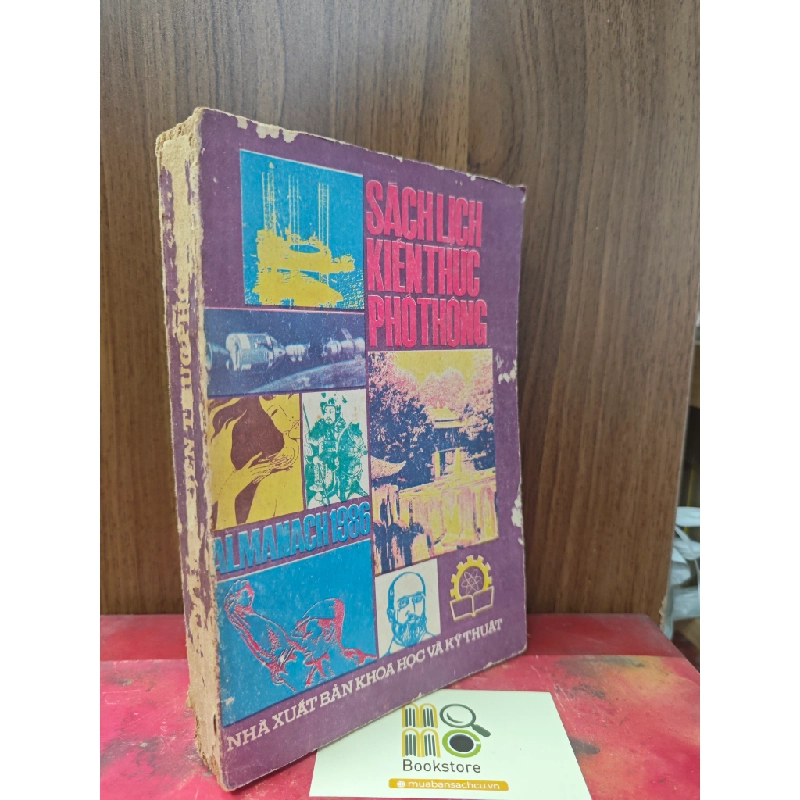 SÁCH LỊCH
KIẾN THỨC
PHỔ THÔNG
ALMANACH 1986
NHÀ XUẤT BẢN KHOA HỌC VÀ KỸ THUẬT
Bookstore
muabansachcu.vn